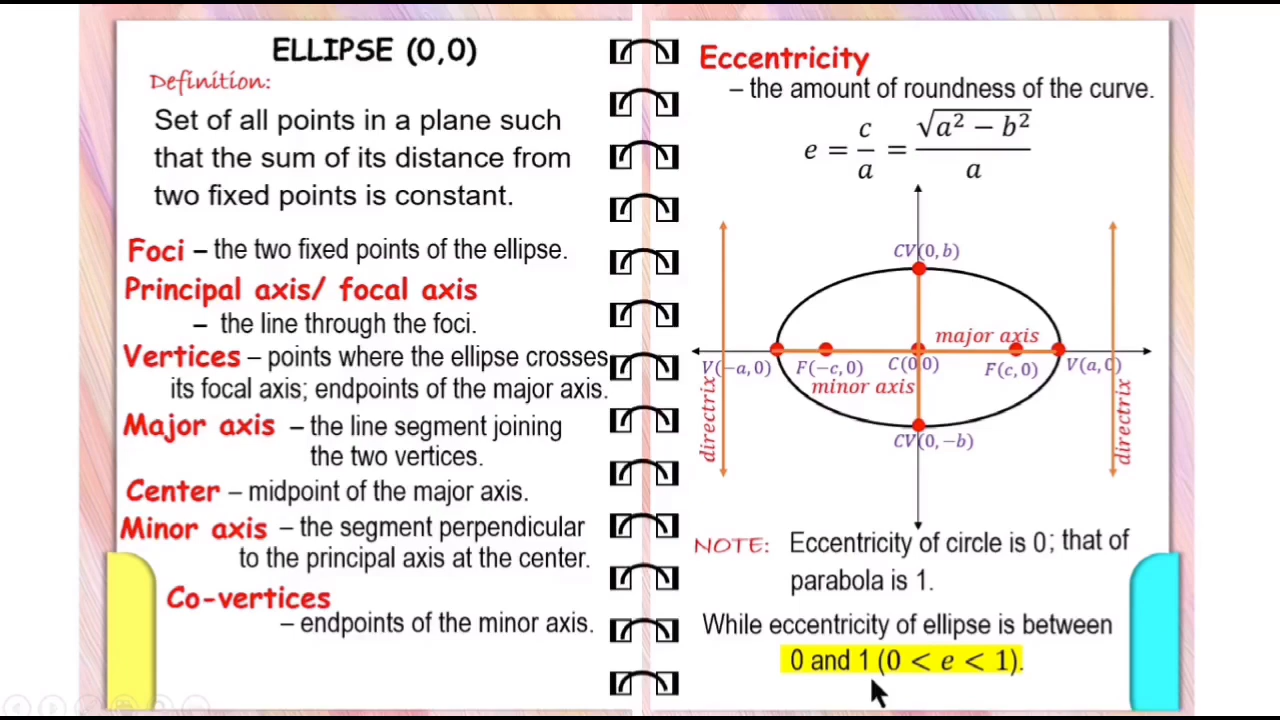 ELLIPSE (0,0)
Definition:
Set of all points in a plane such
that the sum of its distance from
two fixed points is constant.
Foci – the two fixed points of the ellipse.
Principal axis/ focal axis
– the line through the foci.
Vertices – points where the ellipse crosses
its focal axis; endpoints of the major axis.
Major axis – the line segment joining
the two vertices.
Center – midpoint of the major axis.
Minor axis – the segment perpendicular
to the principal axis at the center.
Co-vertices
– endpoints of the minor axis.
Eccentricity
– the amount of roundness of the curve.
e = c/a = √(a² − b²)/a
CV(0, b)
major axis
V(−a, 0) F(−c, 0) C(0,0) F(c, 0) V(a, 0)
minor axis
directrix
directrix
CV(0, −b)
NOTE: Eccentricity of circle is 0; that of
parabola is 1.
While eccentricity of ellipse is between
0 and 1 (0 < e < 1).